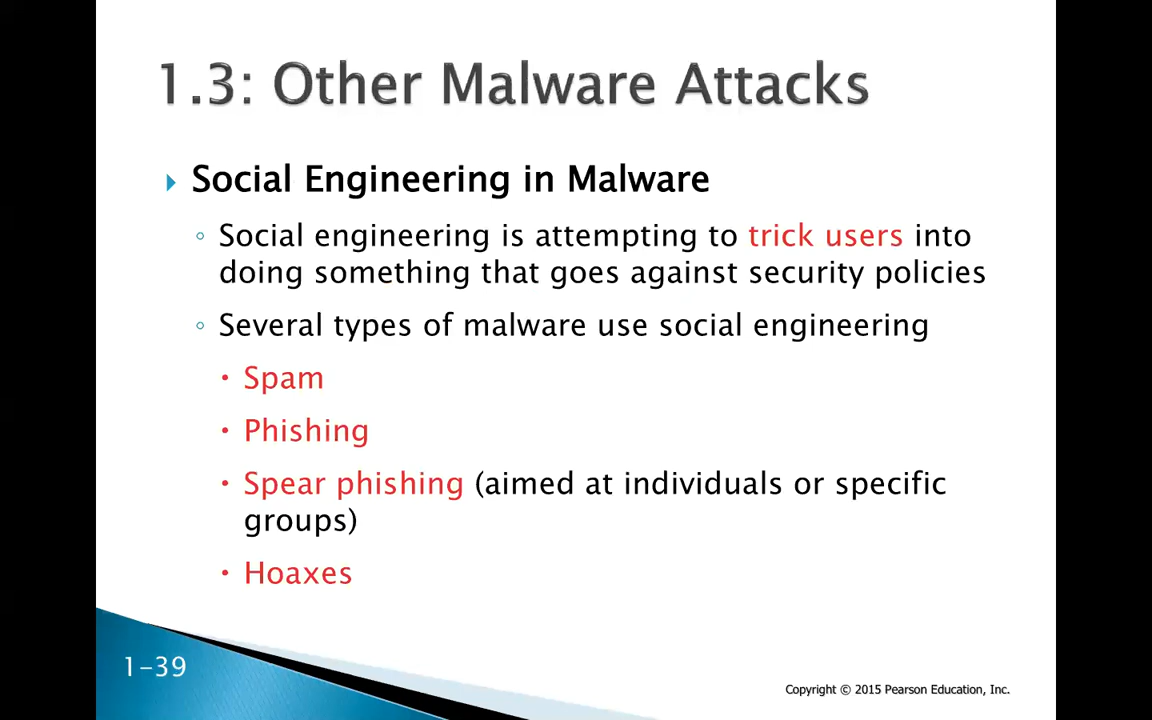 1.3: Other Malware Attacks
Social Engineering in Malware
Social engineering is attempting to trick users into
doing something that goes against security policies
Several types of malware use social engineering
Spam
Phishing
Spear phishing (aimed at individuals or specific
groups)
Hoaxes
1-39
Copyright © 2015 Pearson Education, Inc.